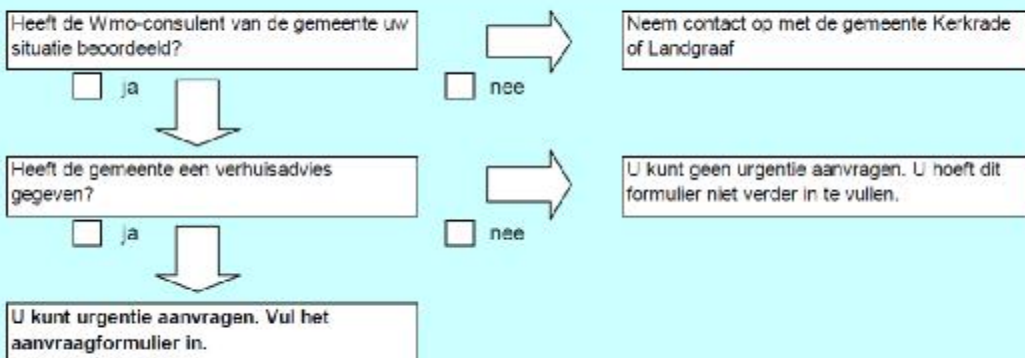 Heeft de Wmo-consulent van de gemeente uw
situatie beoordeeld?
Neem contact op met de gemeente Kerkrade
of Landgraaf
ja
nee
Heeft de gemeente een verhuisadvies
gegeven?
U kunt geen urgentie aanvragen. U hoeft dit
formulier niet verder in te vullen.
ja
nee
U kunt urgentie aanvragen. Vul het
aanvraagformulier in.